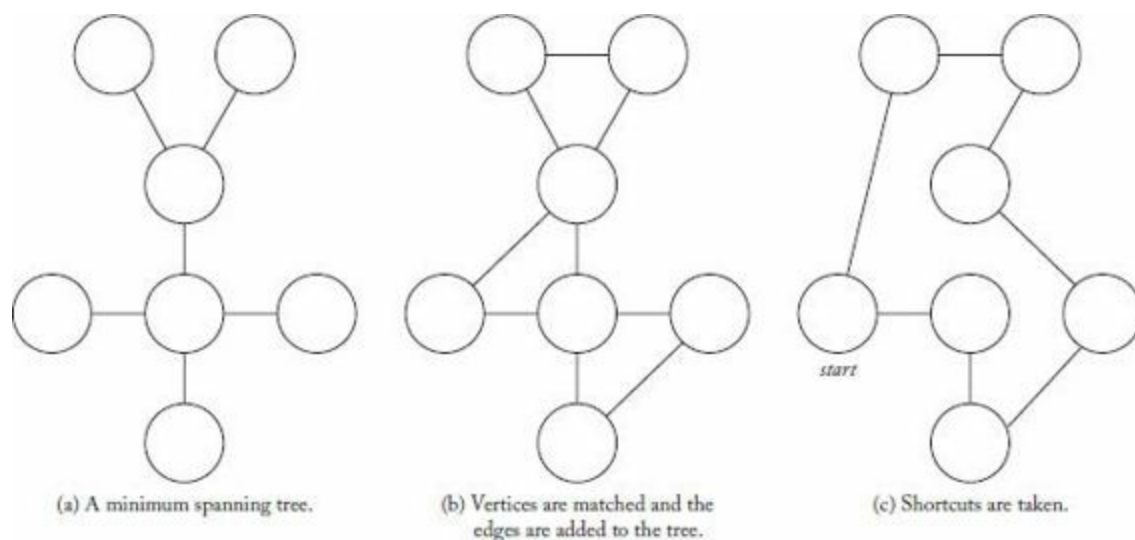 start
(a) A minimum spanning tree.
(b) Vertices are matched and the
edges are added to the tree.
(c) Shortcuts are taken.